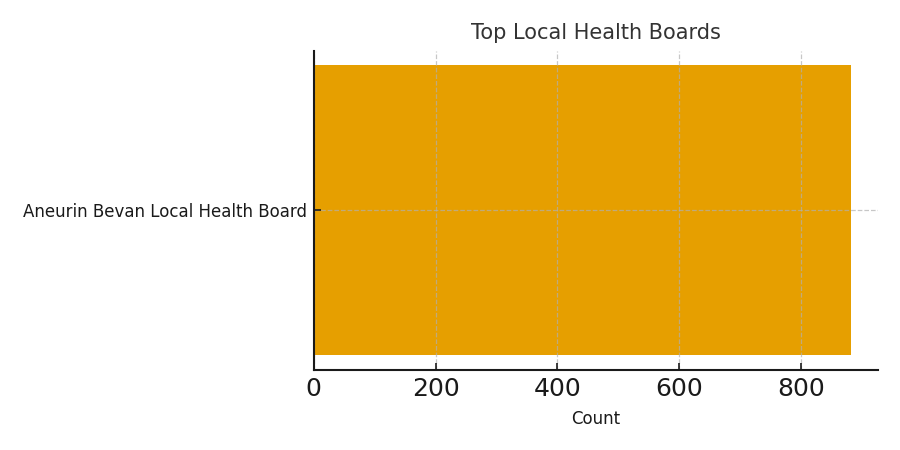 Top Local Health Boards
Aneurin Bevan Local Health Board
0 200 400 600 800
Count